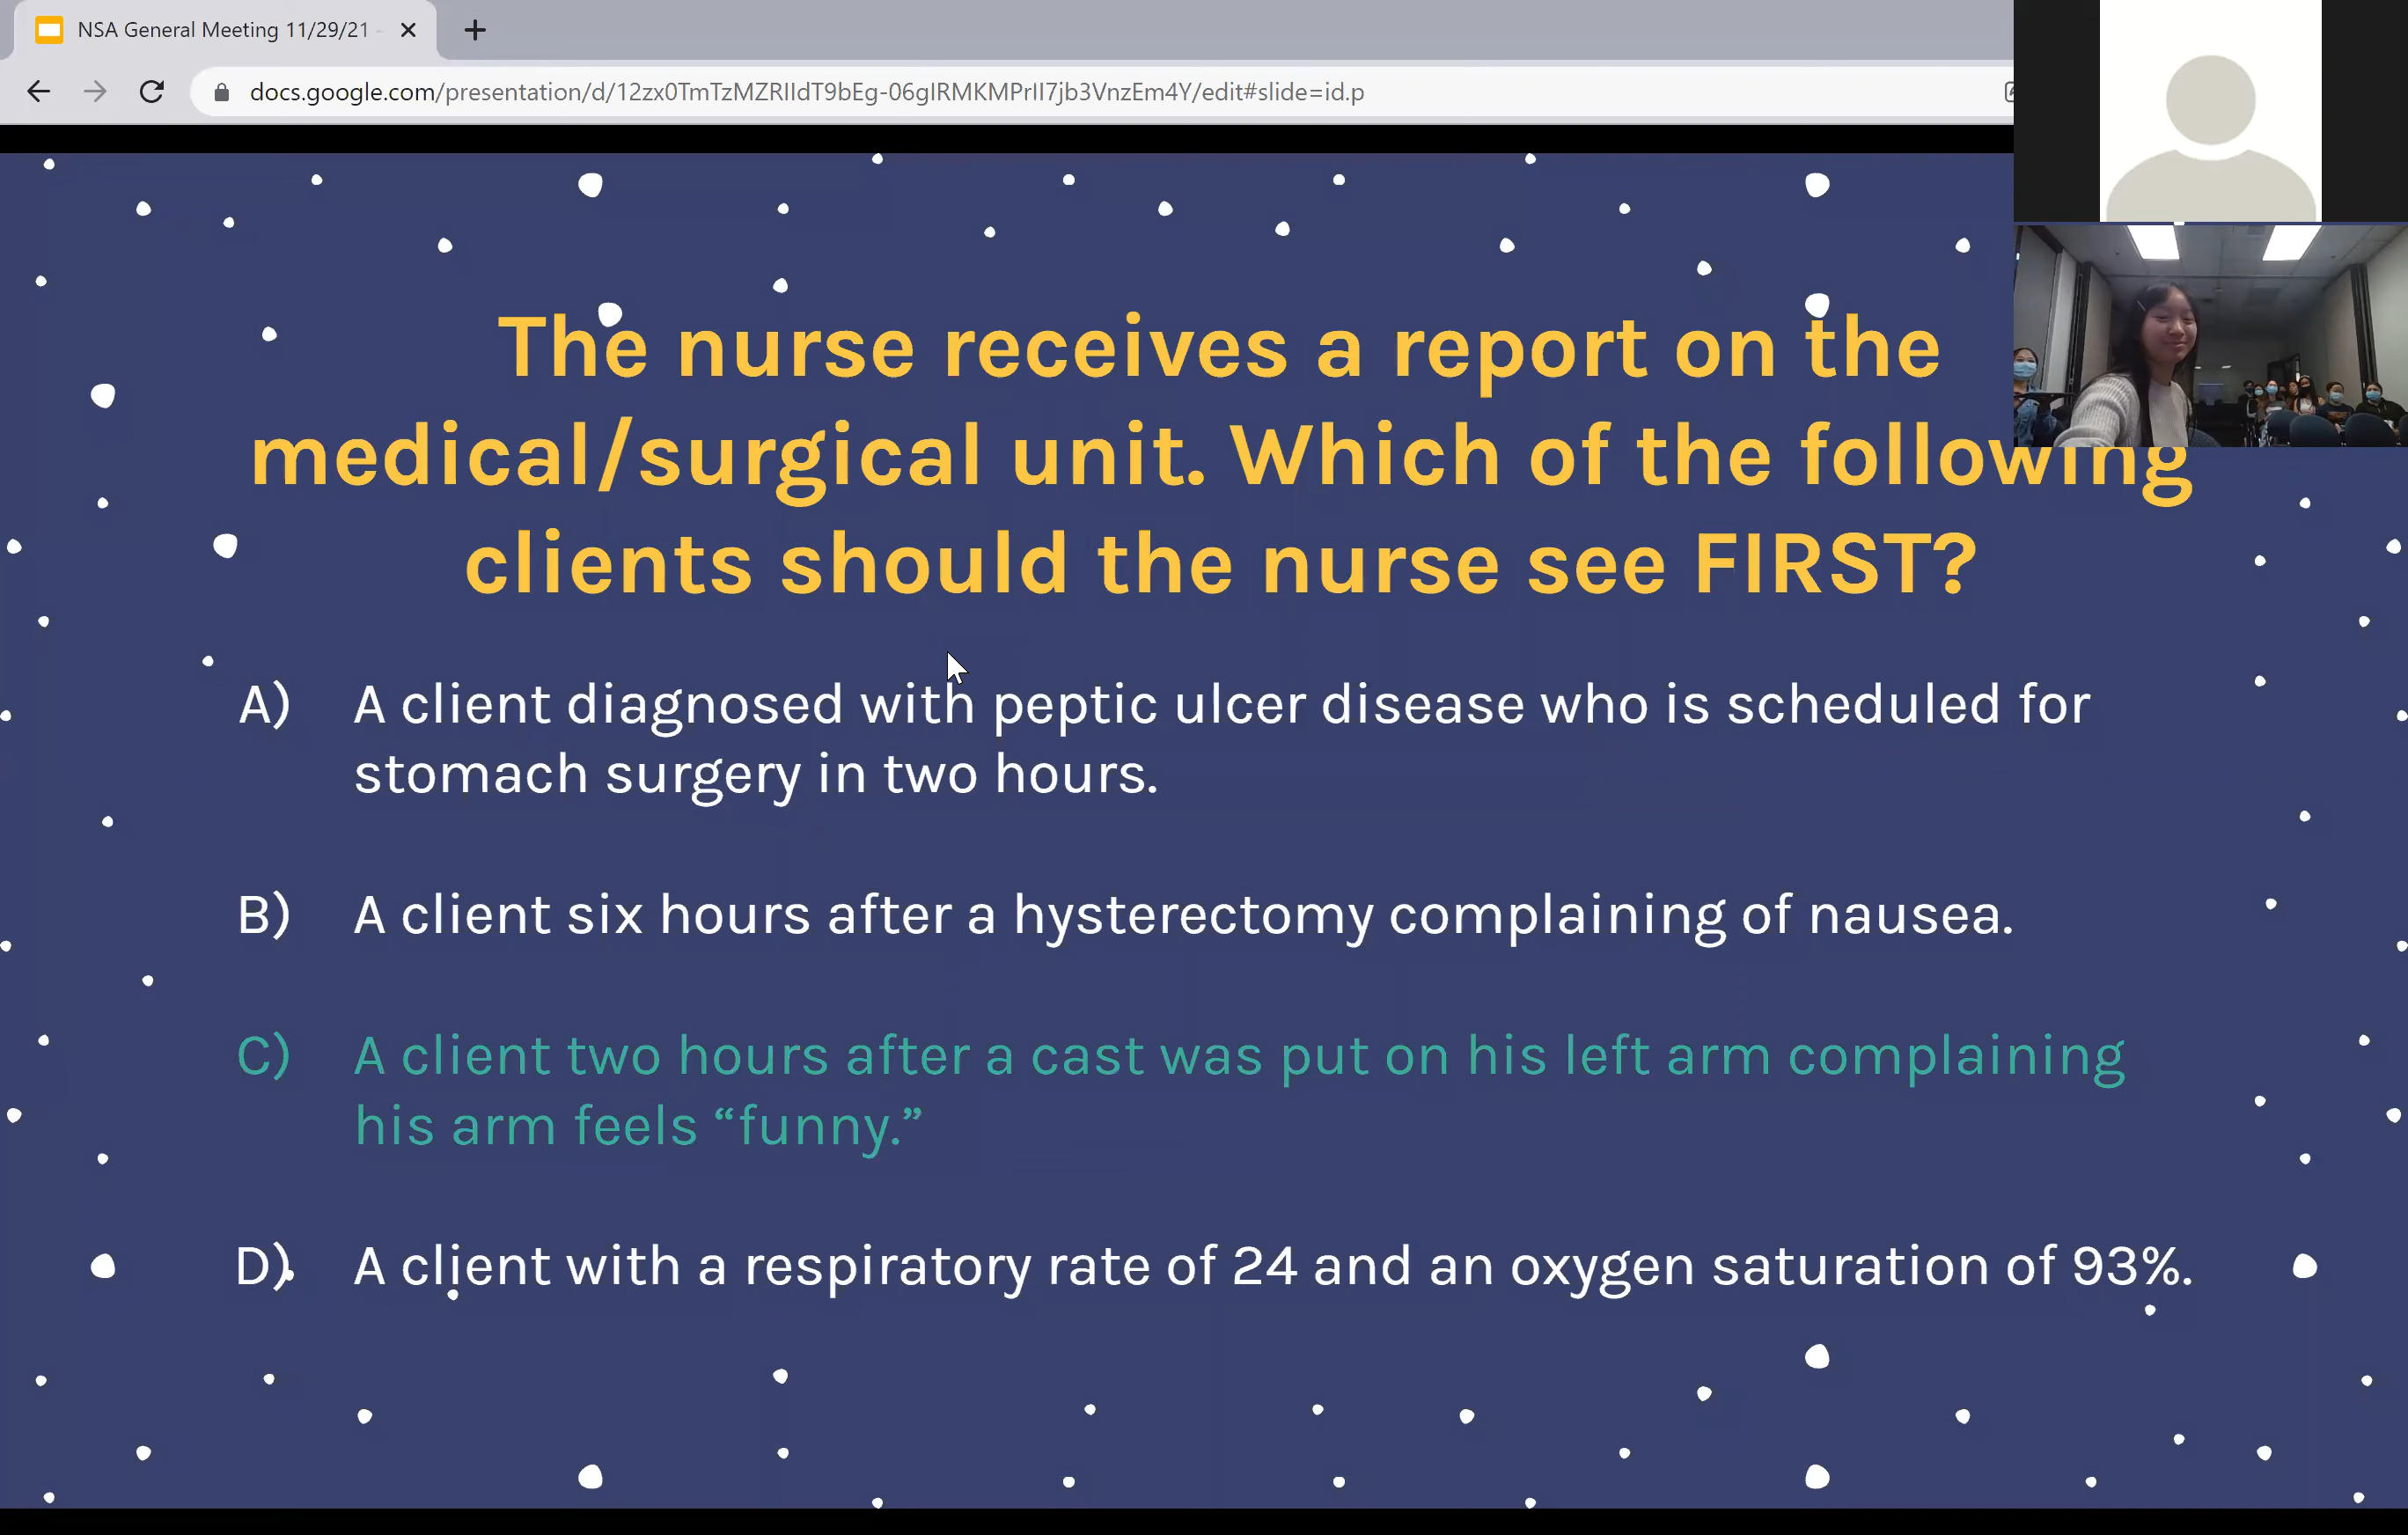 NSA General Meeting 11/29/21 -
docs.google.com/presentation/d/12zx0TmTzMZRIIdT9bEg-06gIRMKMPrII7jb3VnzEm4Y/edit#slide=id.p
The nurse receives a report on the
medical/surgical unit. Which of the following
clients should the nurse see FIRST?
A) A client diagnosed with peptic ulcer disease who is scheduled for
stomach surgery in two hours.
B) A client six hours after a hysterectomy complaining of nausea.
C) A client two hours after a cast was put on his left arm complaining
his arm feels “funny.”
D) A client with a respiratory rate of 24 and an oxygen saturation of 93%.